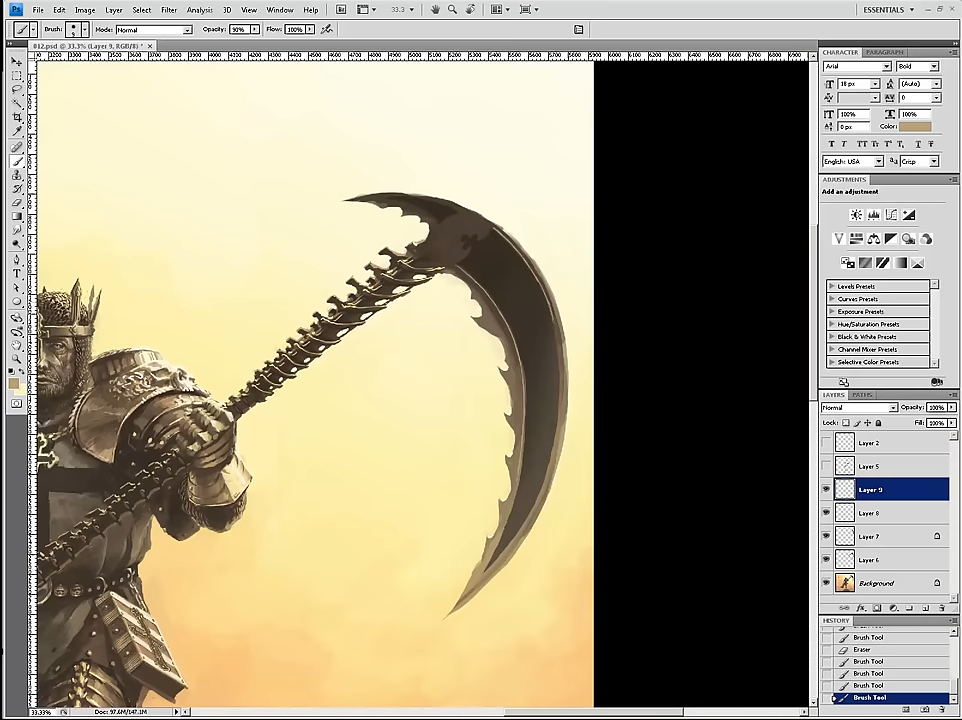 Ps File Edit Image Layer Select Filter Analysis 3D View Window Help 33.3 ESSENTIALS
Brush: Mode: Normal Opacity: 90% Flow: 100%
012.psd @ 33.3% (Layer 9, RGB/8) *
CHARACTER PARAGRAPH
Arial Bold
18 px (Auto)
0
100% 100%
0 px Color:
English: USA Crisp
ADJUSTMENTS
Add an adjustment
Levels Presets
Curves Presets
Exposure Presets
Hue/Saturation Presets
Black & White Presets
Channel Mixer Presets
Selective Color Presets
LAYERS PATHS
Normal Opacity: 100%
Lock: Fill: 100%
Layer 2
Layer 5
Layer 9
Layer 8
Layer 7
Layer 6
Background
HISTORY
Brush Tool
Eraser
Brush Tool
Brush Tool
Brush Tool
Brush Tool
33.33% Doc: 97.6M/147.1M